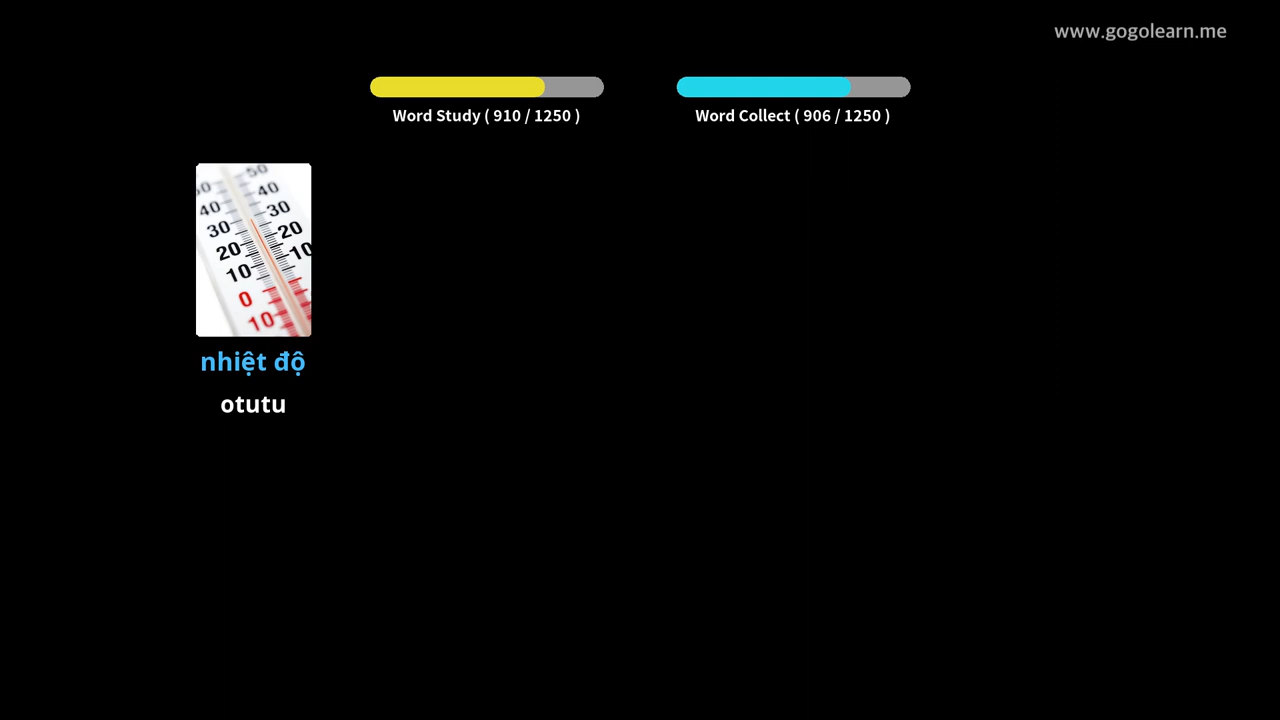 www.gogolearn.me
Word Study ( 910 / 1250 )
Word Collect ( 906 / 1250 )
50
40 40
30 30
20 20
10 10
0
10
nhiệt độ
otutu